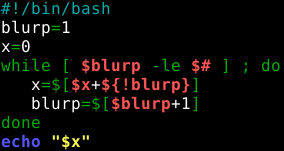 #!/bin/bash
blurp=1
x=0
while [ $blurp -le $# ] ; do
x=$[$x+${!blurp}]
blurp=$[$blurp+1]
done
echo "$x"